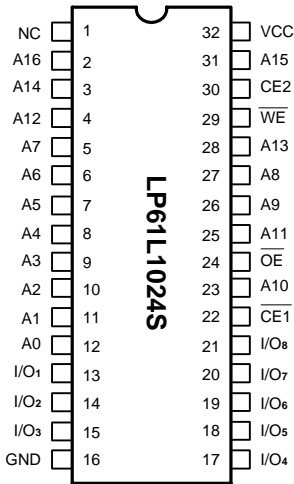 NC 1 32 VCC
A16 2 31 A15
A14 3 30 CE2
A12 4 29 W̅E̅
A7 5 28 A13
A6 6 27 A8
A5 7 26 A9
A4 8 25 A11
A3 9 24 O̅E̅
A2 10 23 A10
A1 11 22 C̅E̅1̅
A0 12 21 I/O₈
I/O₁ 13 20 I/O₇
I/O₂ 14 19 I/O₆
I/O₃ 15 18 I/O₅
GND 16 17 I/O₄
LP61L1024S